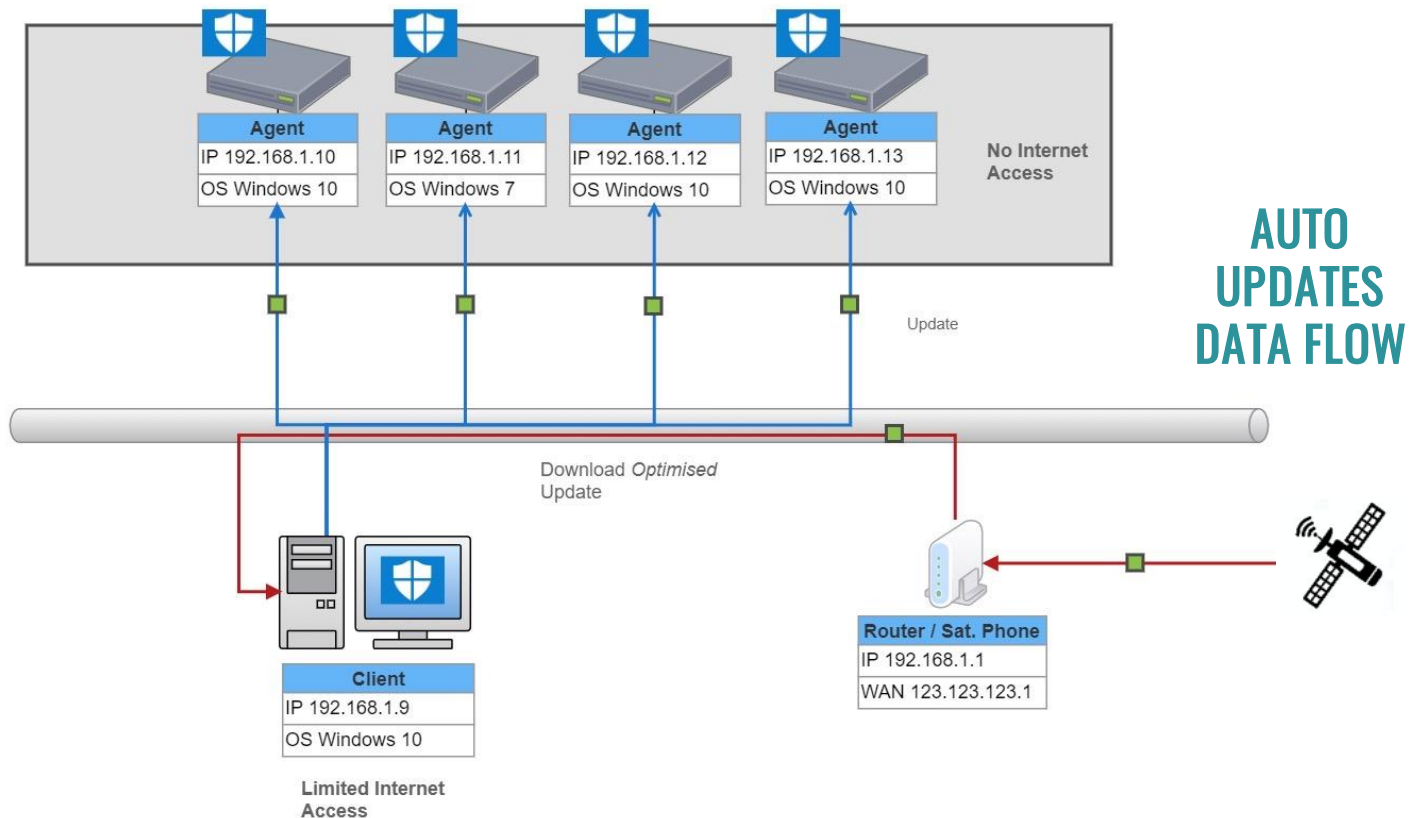 Agent
IP 192.168.1.10
OS Windows 10
Agent
IP 192.168.1.11
OS Windows 7
Agent
IP 192.168.1.12
OS Windows 10
Agent
IP 192.168.1.13
OS Windows 10
No Internet
Access
AUTO
UPDATES
DATA FLOW
Update
Download Optimised
Update
Client
IP 192.168.1.9
OS Windows 10
Limited Internet
Access
Router / Sat. Phone
IP 192.168.1.1
WAN 123.123.123.1